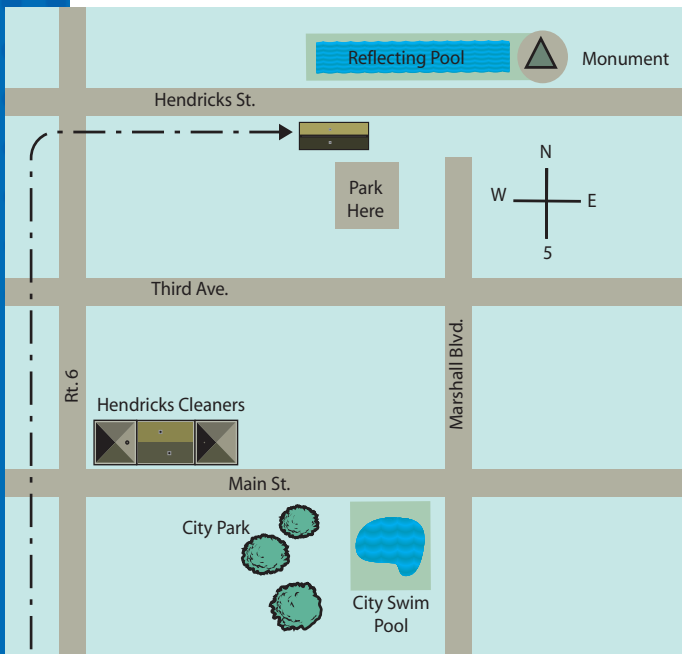 Reflecting Pool
Monument
Hendricks St.
N
W
E
5
Park
Here
Third Ave.
Rt. 6
Marshall Blvd.
Hendricks Cleaners
Main St.
City Park
City Swim
Pool